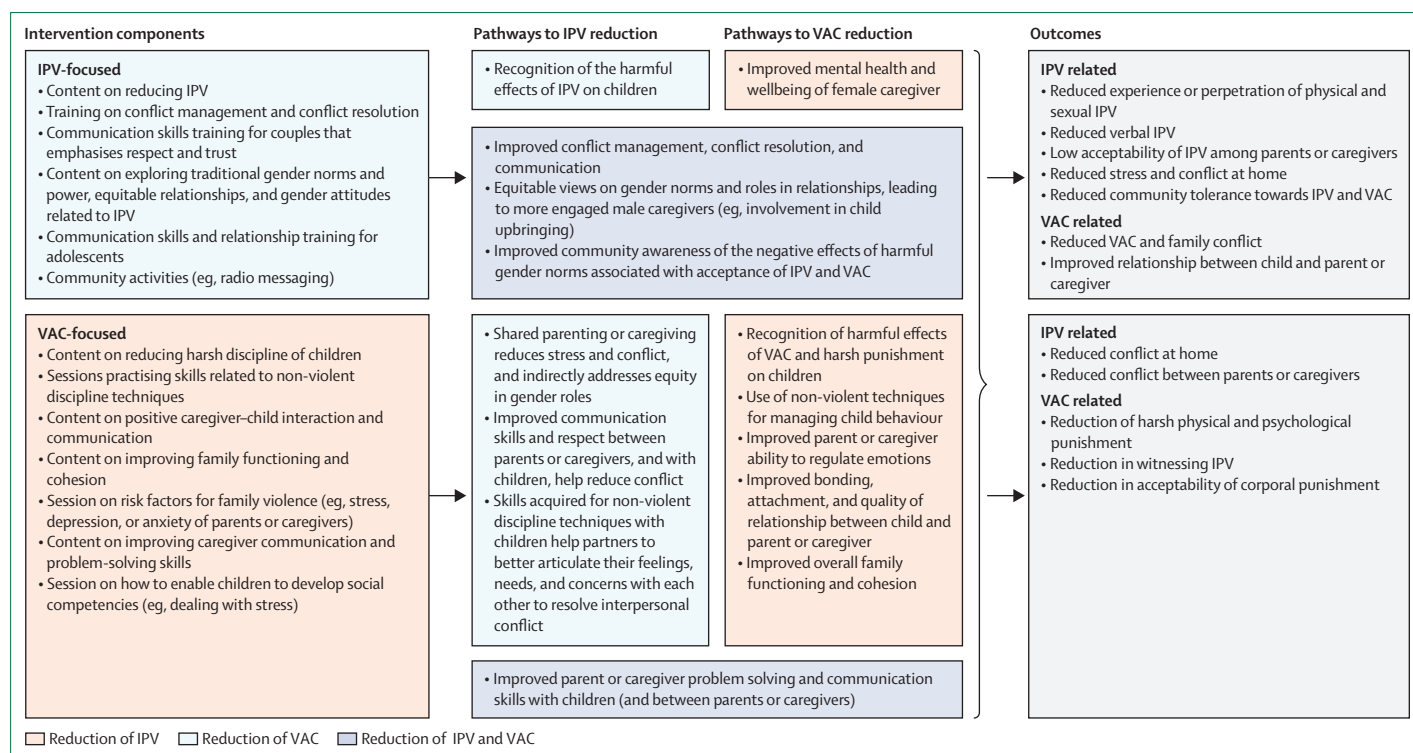 Intervention components
IPV-focused
• Content on reducing IPV
• Training on conflict management and conflict resolution
• Communication skills training for couples that
emphasises respect and trust
• Content on exploring traditional gender norms and
power, equitable relationships, and gender attitudes
related to IPV
• Communication skills and relationship training for
adolescents
• Community activities (eg, radio messaging)
VAC-focused
• Content on reducing harsh discipline of children
• Sessions practising skills related to non-violent
discipline techniques
• Content on positive caregiver–child interaction and
communication
• Content on improving family functioning and
cohesion
• Session on risk factors for family violence (eg, stress,
depression, or anxiety of parents or caregivers)
• Content on improving caregiver communication and
problem-solving skills
• Session on how to enable children to develop social
competencies (eg, dealing with stress)
Pathways to IPV reduction
• Recognition of the harmful
effects of IPV on children
Pathways to VAC reduction
• Improved mental health and
wellbeing of female caregiver
• Improved conflict management, conflict resolution, and
communication
• Equitable views on gender norms and roles in relationships, leading
to more engaged male caregivers (eg, involvement in child
upbringing)
• Improved community awareness of the negative effects of harmful
gender norms associated with acceptance of IPV and VAC
• Shared parenting or caregiving
reduces stress and conflict,
and indirectly addresses equity
in gender roles
• Improved communication
skills and respect between
parents or caregivers, and with
children, help reduce conflict
• Skills acquired for non-violent
discipline techniques with
children help partners to
better articulate their feelings,
needs, and concerns with each
other to resolve interpersonal
conflict
• Recognition of harmful effects
of VAC and harsh punishment
on children
• Use of non-violent techniques
for managing child behaviour
• Improved parent or caregiver
ability to regulate emotions
• Improved bonding,
attachment, and quality of
relationship between child and
parent or caregiver
• Improved overall family
functioning and cohesion
• Improved parent or caregiver problem solving and communication
skills with children (and between parents or caregivers)
Outcomes
IPV related
• Reduced experience or perpetration of physical and
sexual IPV
• Reduced verbal IPV
• Low acceptability of IPV among parents or caregivers
• Reduced stress and conflict at home
• Reduced community tolerance towards IPV and VAC
VAC related
• Reduced VAC and family conflict
• Improved relationship between child and parent or
caregiver
IPV related
• Reduced conflict at home
• Reduced conflict between parents or caregivers
VAC related
• Reduction of harsh physical and psychological
punishment
• Reduction in witnessing IPV
• Reduction in acceptability of corporal punishment
Reduction of IPV
Reduction of VAC
Reduction of IPV and VAC